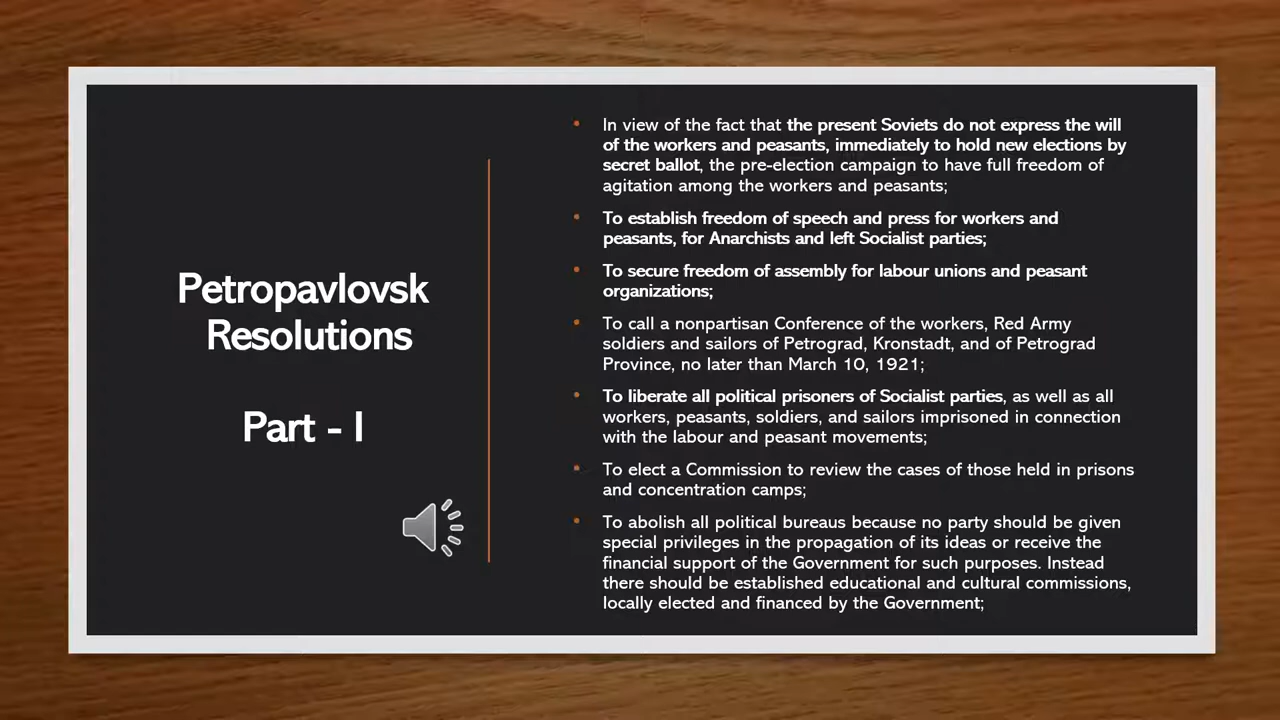 Petropavlovsk
Resolutions
Part - I
• In view of the fact that the present Soviets do not express the will
of the workers and peasants, immediately to hold new elections by
secret ballot, the pre-election campaign to have full freedom of
agitation among the workers and peasants;
• To establish freedom of speech and press for workers and
peasants, for Anarchists and left Socialist parties;
• To secure freedom of assembly for labour unions and peasant
organizations;
• To call a nonpartisan Conference of the workers, Red Army
soldiers and sailors of Petrograd, Kronstadt, and of Petrograd
Province, no later than March 10, 1921;
• To liberate all political prisoners of Socialist parties, as well as all
workers, peasants, soldiers, and sailors imprisoned in connection
with the labour and peasant movements;
• To elect a Commission to review the cases of those held in prisons
and concentration camps;
• To abolish all political bureaus because no party should be given
special privileges in the propagation of its ideas or receive the
financial support of the Government for such purposes. Instead
there should be established educational and cultural commissions,
locally elected and financed by the Government;